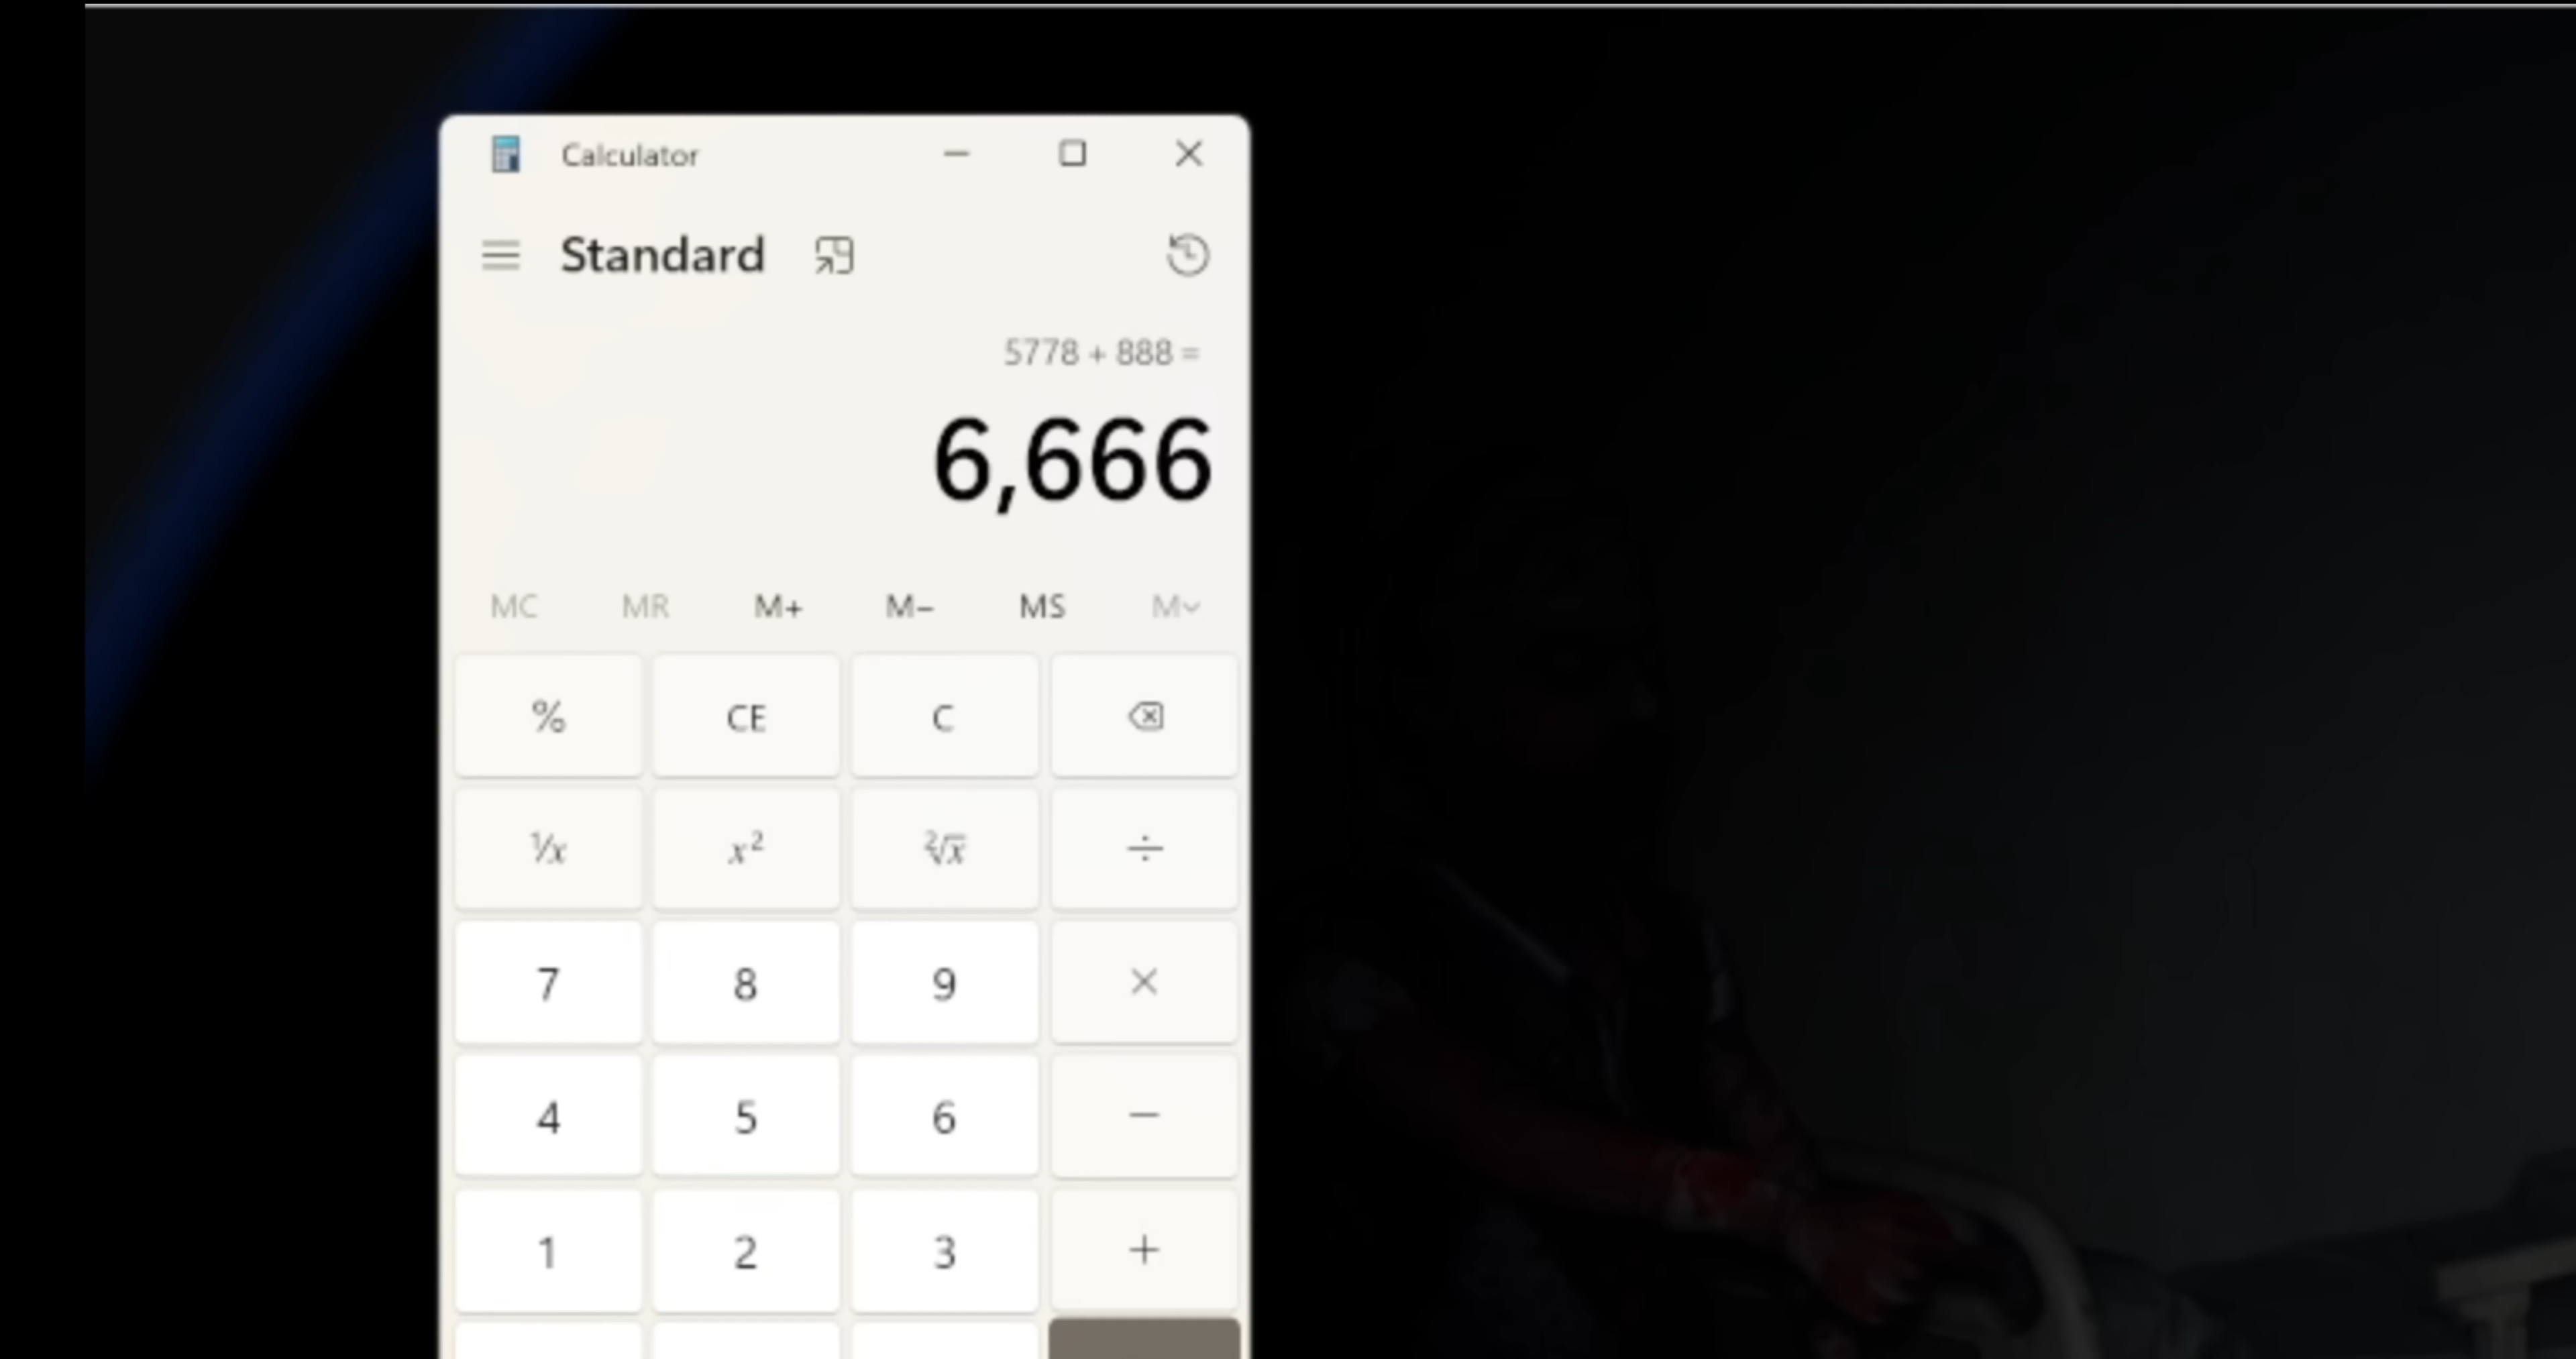 Calculator
Standard
5778 + 888 =
6,666
MC MR M+ M− MS M
% CE C
¹⁄x x² ²√x ÷
7 8 9 ×
4 5 6 −
1 2 3 +